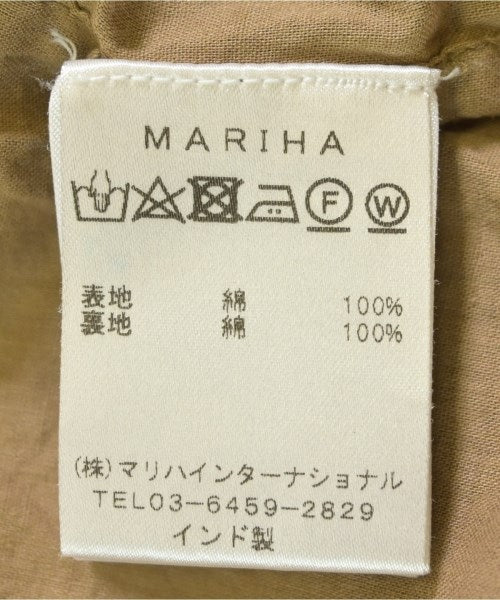 MARIHA
F W
表地 綿 100%
裏地 綿 100%
(株)マリハインターナショナル
TEL03-6459-2829
インド製